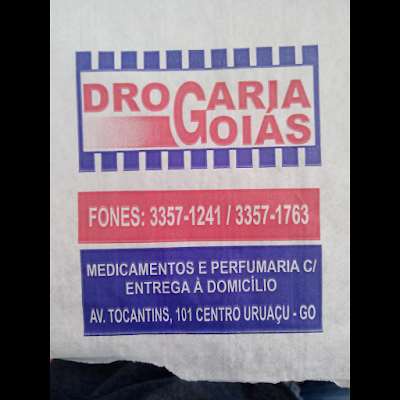 DROGARIA
GOIÁS
FONES: 3357-1241 / 3357-1763
MEDICAMENTOS E PERFUMARIA C/
ENTREGA À DOMICÍLIO
AV. TOCANTINS, 101 CENTRO URUAÇU - GO